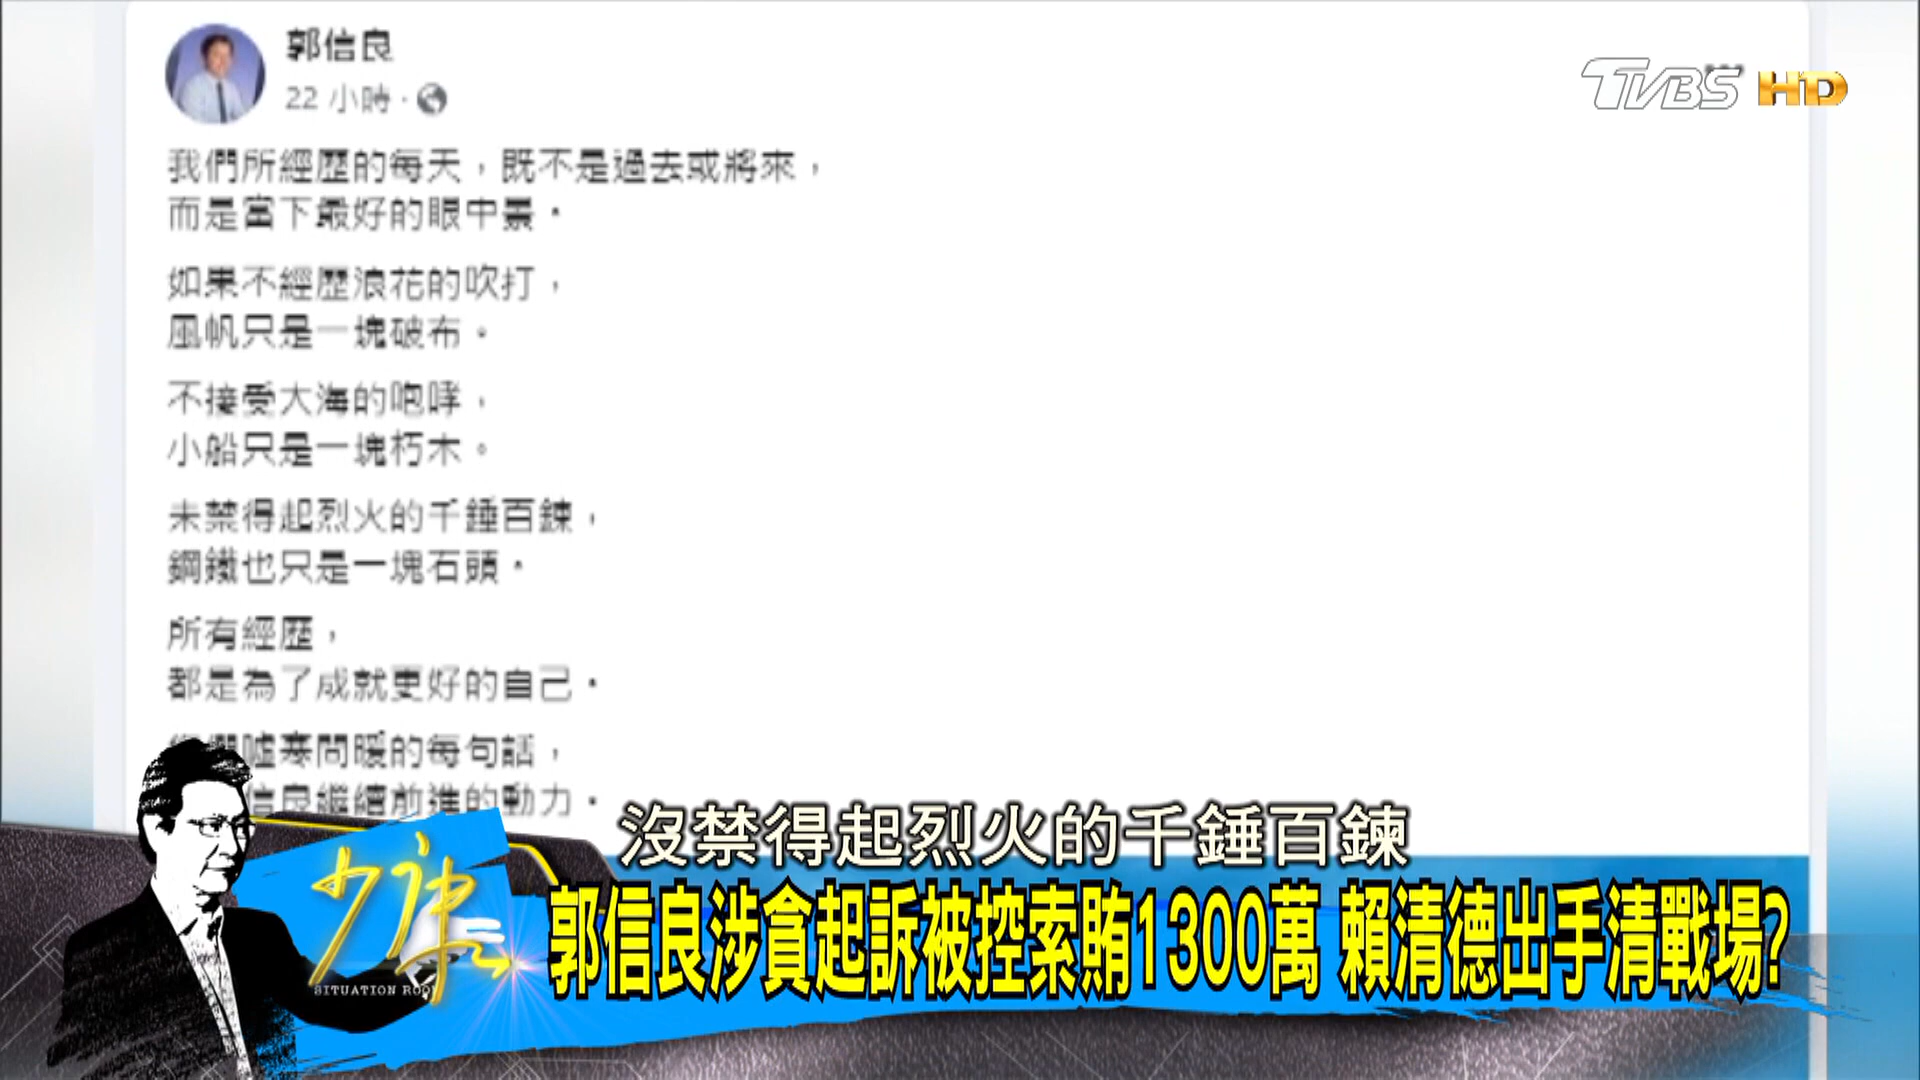 郭信良
22 小時
TVBS HD
我們所經歷的每天，既不是過去或將來，
而是當下最好的眼中景。
如果不經歷浪花的吹打，
風帆只是一塊破布。
不接受大海的咆哮，
小船只是一塊朽木。
未禁得起烈火的千錘百鍊，
鋼鐵也只是一塊石頭。
所有經歷，
都是為了成就更好的自己。
噓寒問暖的每句話，
信良繼續前進的動力。
沒禁得起烈火的千錘百鍊
郭信良涉貪起訴被控索賄1300萬 賴清德出手清戰場?
少康
SITUATION ROOM